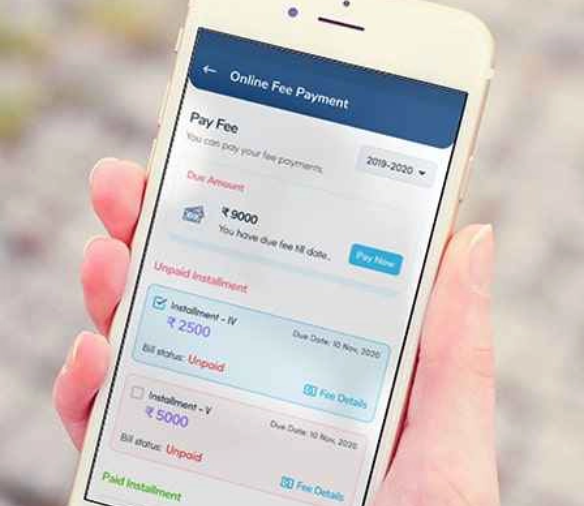 ← Online Fee Payment
Pay Fee
You can pay your fee payments.
2019-2020
Due Amount
₹ 9000
You have due fee till date..
Pay Now
Unpaid Installment
Installment - IV
₹ 2500
Due Date: 10 Nov, 2020
Bill status: Unpaid
Fee Details
Installment - V
₹ 5000
Due Date: 10 Nov, 2020
Bill status: Unpaid
Fee Details
Paid Installment